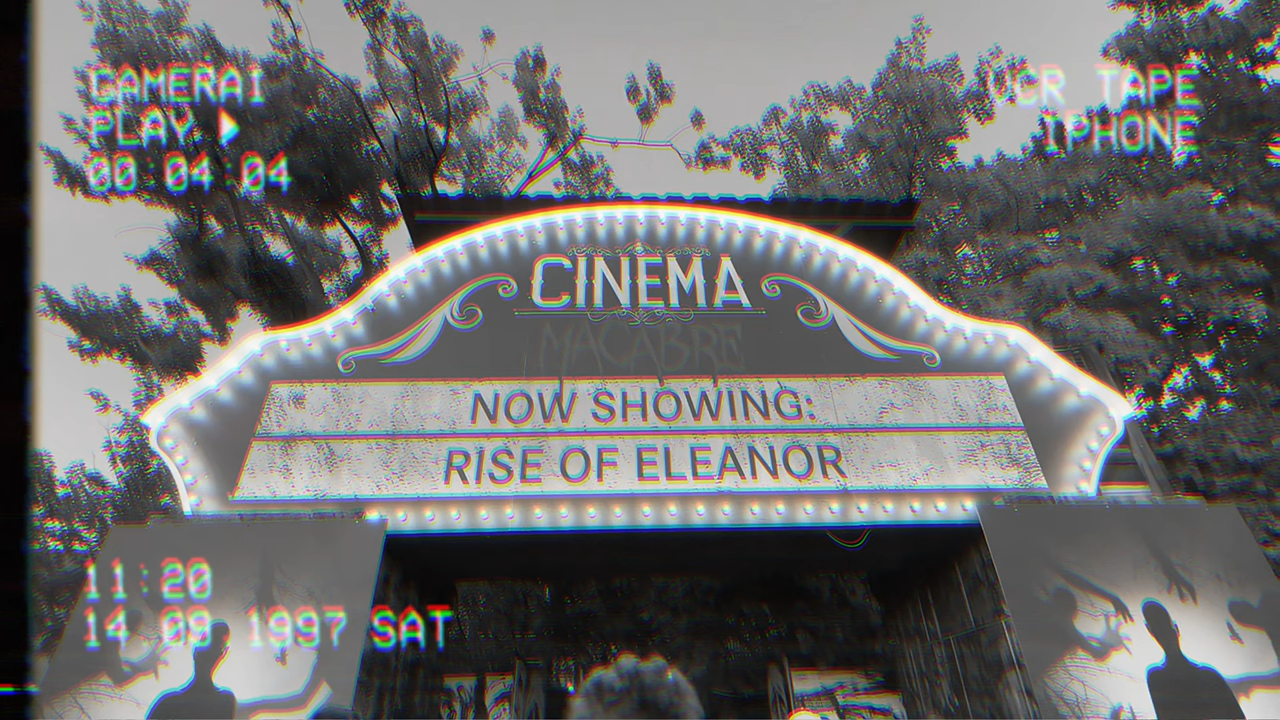 CAMERA1
PLAY
00:04:04
VCR TAPE
IPHONE
CINEMA
MACABRE
NOW SHOWING:
RISE OF ELEANOR
11:20
14 09 1997 SAT